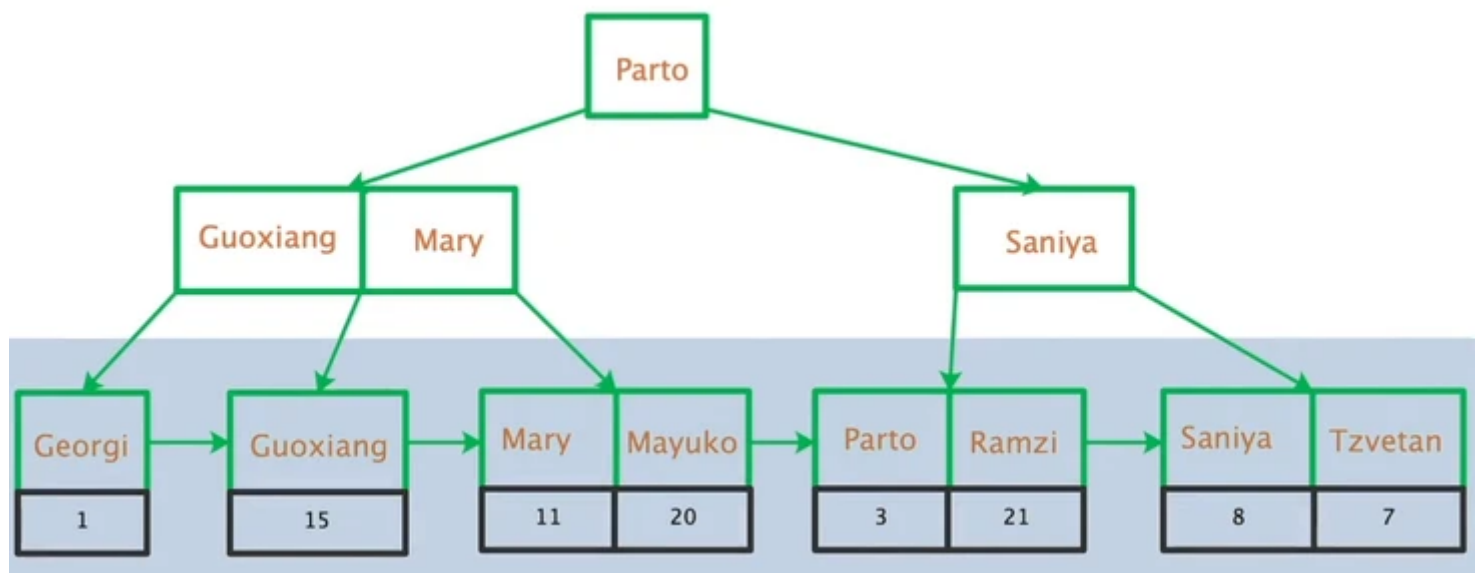 Parto
Guoxiang Mary Saniya
Georgi Guoxiang Mary Mayuko Parto Ramzi Saniya Tzvetan
1 15 11 20 3 21 8 7